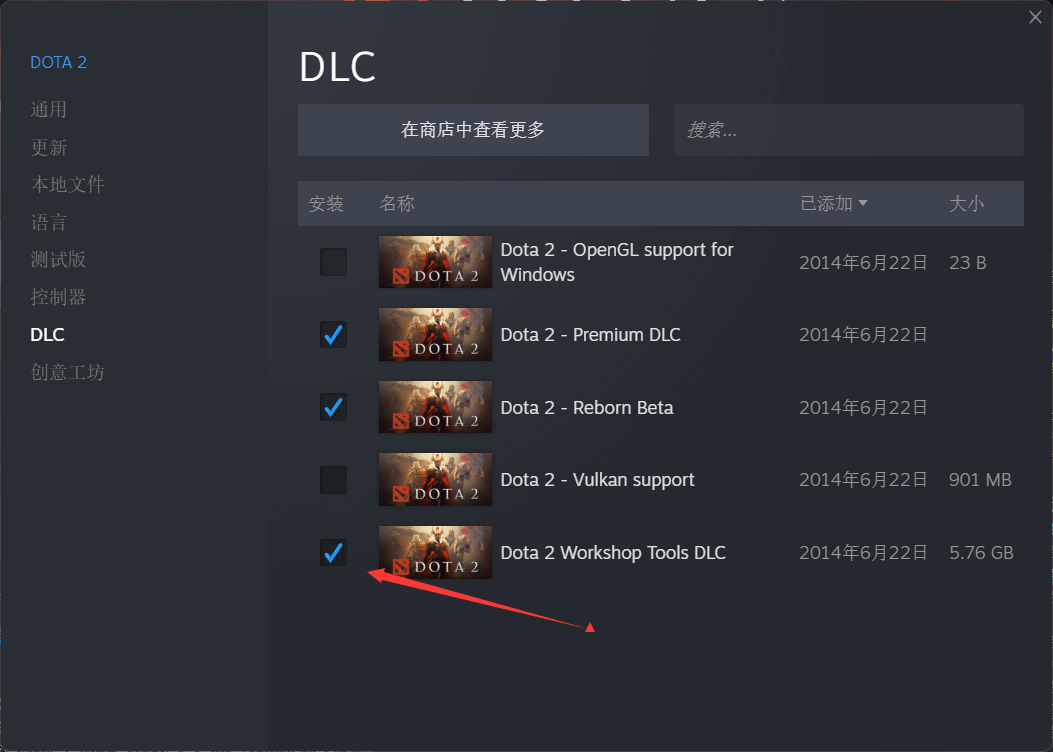 DOTA 2
通用
更新
本地文件
语言
测试版
控制器
DLC
创意工坊
DLC
在商店中查看更多
搜索...
安装 名称 已添加 大小
DOTA 2
Dota 2 - OpenGL support for
Windows
2014年6月22日 23 B
DOTA 2
Dota 2 - Premium DLC 2014年6月22日
DOTA 2
Dota 2 - Reborn Beta 2014年6月22日
DOTA 2
Dota 2 - Vulkan support 2014年6月22日 901 MB
DOTA 2
Dota 2 Workshop Tools DLC 2014年6月22日 5.76 GB